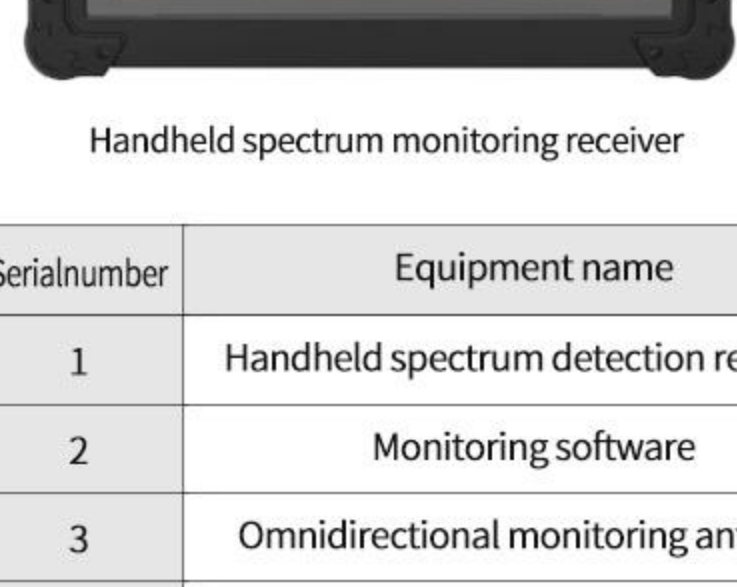 Handheld spectrum monitoring receiver
Serialnumber
Equipment name
1
Handheld spectrum detection
2
Monitoring software
3
Omnidirectional monitoring